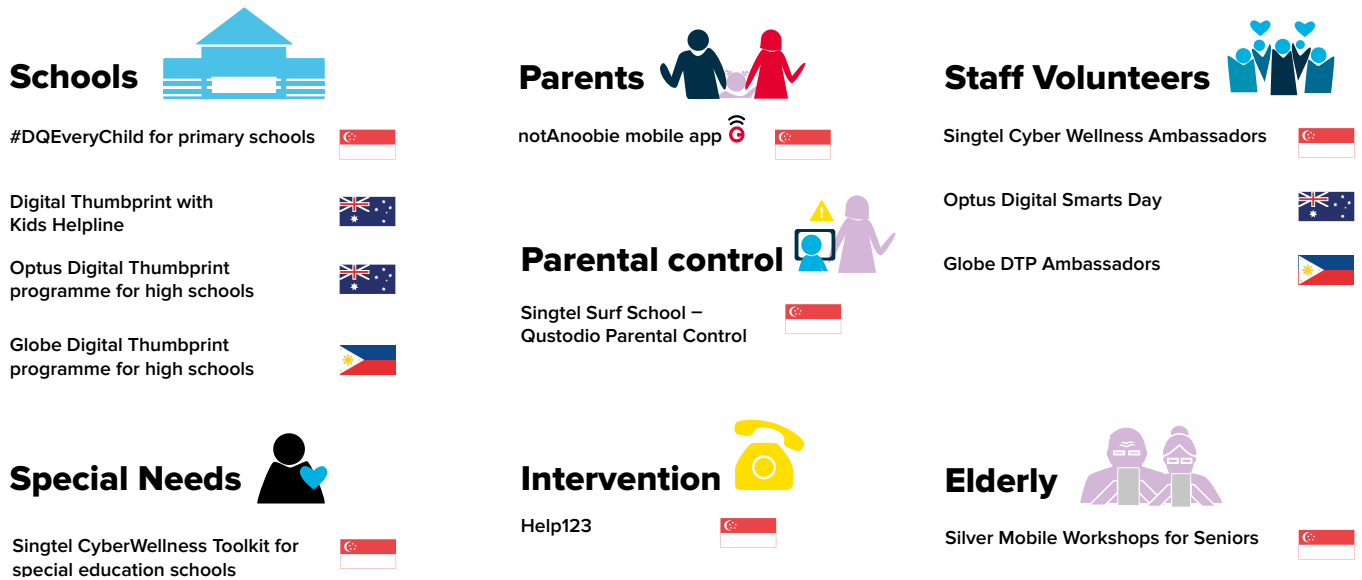 Schools
#DQEveryChild for primary schools
Digital Thumbprint with
Kids Helpline
Optus Digital Thumbprint
programme for high schools
Globe Digital Thumbprint
programme for high schools
Parents
notAnoobie mobile app
Parental control
Singtel Surf School –
Qustodio Parental Control
Staff Volunteers
Singtel Cyber Wellness Ambassadors
Optus Digital Smarts Day
Globe DTP Ambassadors
Special Needs
Singtel CyberWellness Toolkit for
special education schools
Intervention
Help123
Elderly
Silver Mobile Workshops for Seniors